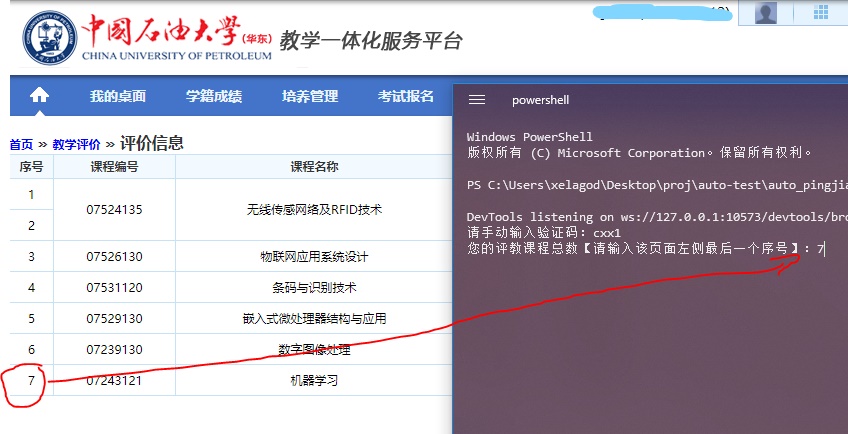 中国石油大学(华东) 教学一体化服务平台
CHINA UNIVERSITY OF PETROLEUM
我的桌面 学籍成绩 培养管理 考试报名
首页 » 教学评价 » 评价信息
序号 课程编号 课程名称
1
07524135 无线传感网络及RFID技术
2
3 07526130 物联网应用系统设计
4 07531120 条码与识别技术
5 07529130 嵌入式微处理器结构与应用
6 07239130 数字图像处理
7 07243121 机器学习
powershell
Windows PowerShell
版权所有 (C) Microsoft Corporation。保留所有权利。
PS C:\Users\xelagod\Desktop\proj\auto-test\auto_pingjia
DevTools listening on ws://127.0.0.1:10573/devtools/bro
请手动输入验证码：cxx1
您的评教课程总数【请输入该页面左侧最后一个序号】：7